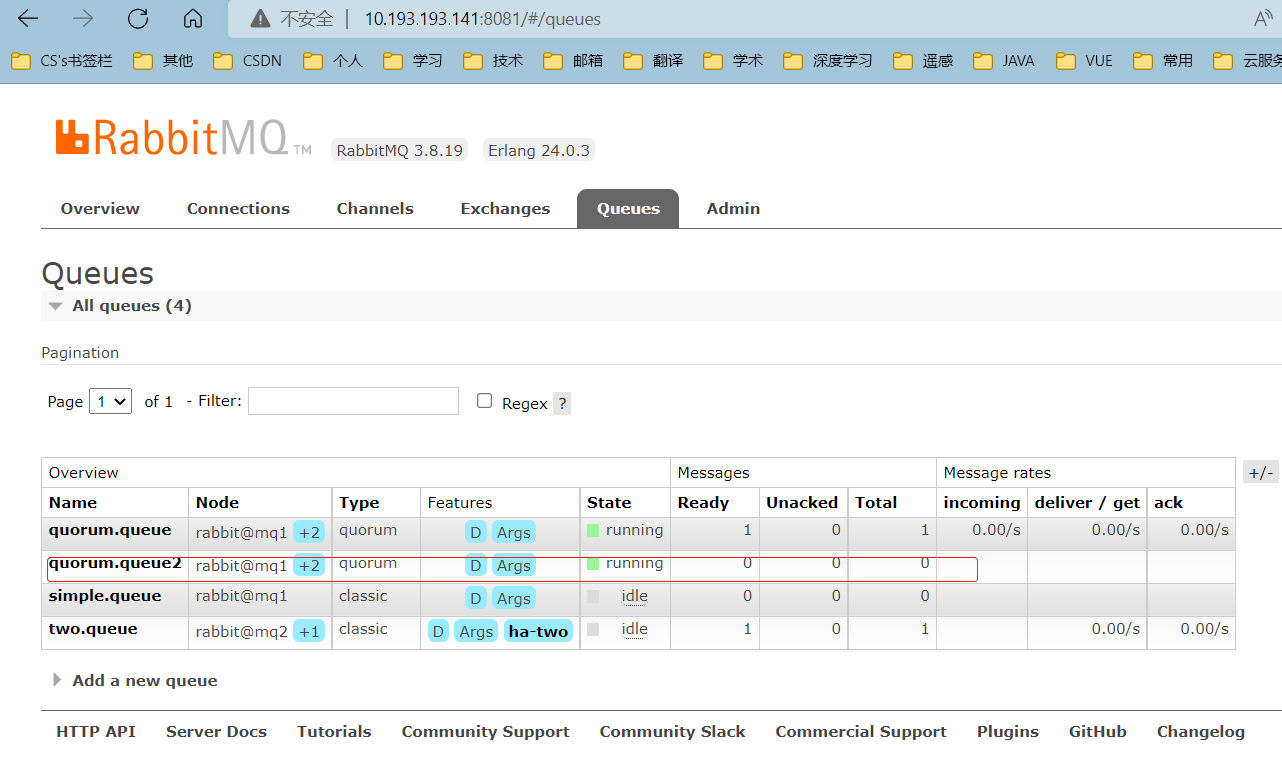 不安全 | 10.193.193.141:8081/#/queues A
CS's书签栏 其他 CSDN 个人 学习 技术 邮箱 翻译 学术 深度学习 遥感 JAVA VUE 常用 云服务
RabbitMQ TM RabbitMQ 3.8.19 Erlang 24.0.3
Overview Connections Channels Exchanges Queues Admin
Queues
All queues (4)
Pagination
Page 1 of 1 - Filter: Regex ?
Overview Messages Message rates +/-
Name Node Type Features State Ready Unacked Total incoming deliver / get ack
quorum.queue rabbit@mq1 +2 quorum D Args running 1 0 1 0.00/s 0.00/s 0.00/s
quorum.queue2 rabbit@mq1 +2 quorum D Args running 0 0 0
simple.queue rabbit@mq1 classic D Args idle 0 0 0
two.queue rabbit@mq2 +1 classic D Args ha-two idle 1 0 1 0.00/s 0.00/s
Add a new queue
HTTP API Server Docs Tutorials Community Support Community Slack Commercial Support Plugins GitHub Changelog